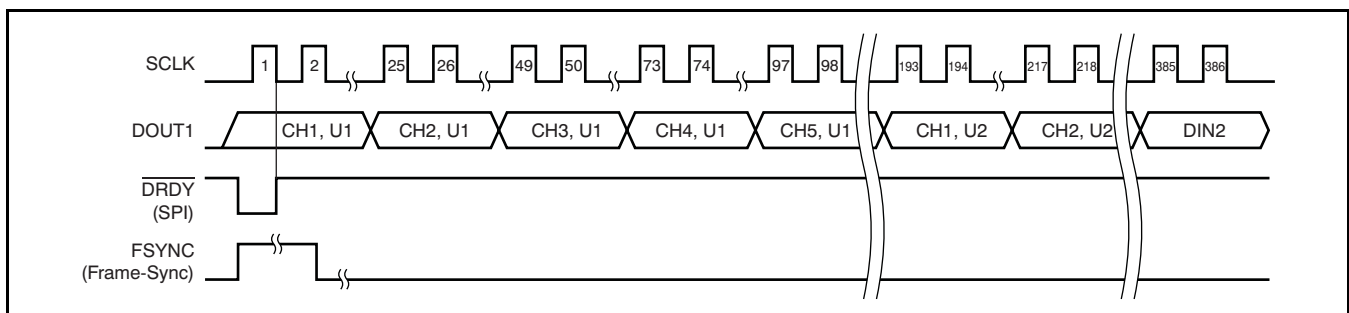 SCLK 1 2 25 26 49 50 73 74 97 98 193 194 217 218 385 386
DOUT1 CH1, U1 CH2, U1 CH3, U1 CH4, U1 CH5, U1 CH1, U2 CH2, U2 DIN2
DRDY
(SPI)
FSYNC
(Frame-Sync)